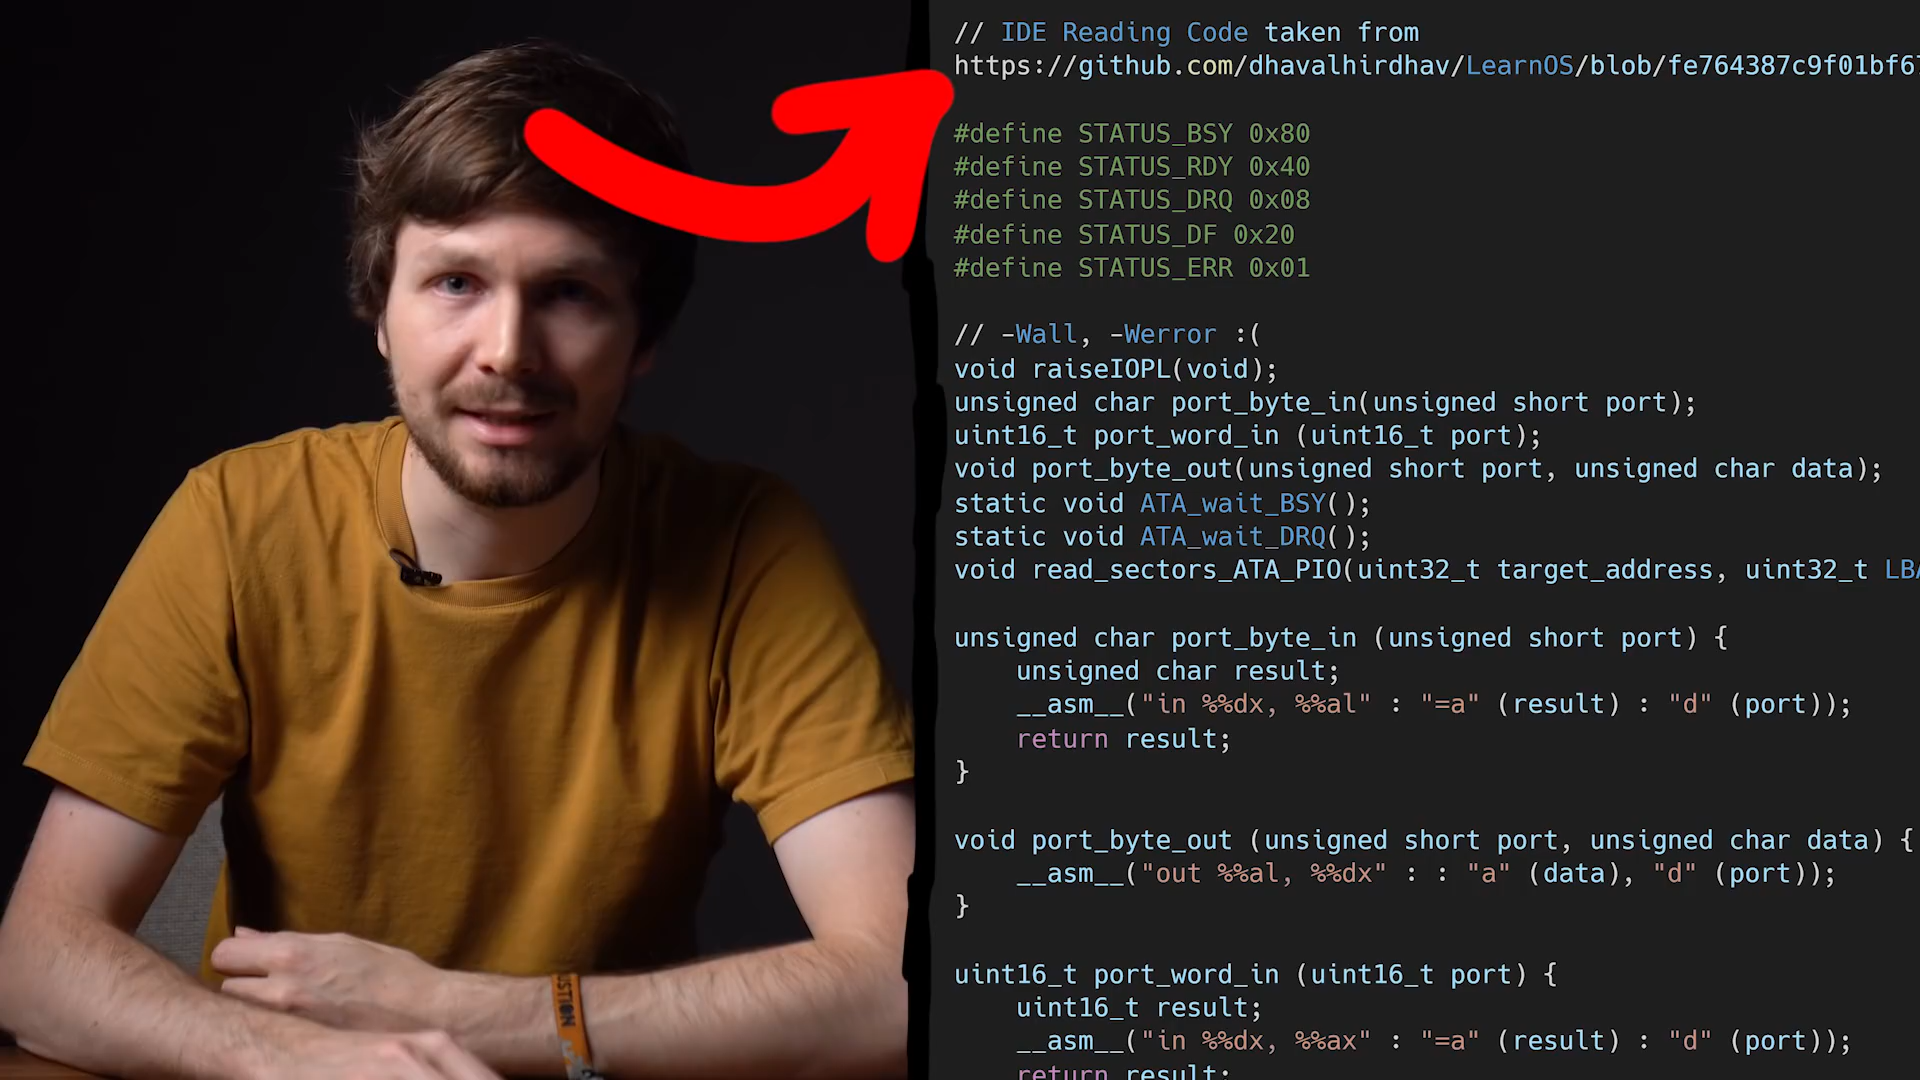 // IDE Reading Code taken from
https://github.com/dhavalhirdhav/LearnOS/blob/fe764387c9f01bf67
#define STATUS_BSY 0x80
#define STATUS_RDY 0x40
#define STATUS_DRQ 0x08
#define STATUS_DF 0x20
#define STATUS_ERR 0x01
// -Wall, -Werror :(
void raiseIOPL(void);
unsigned char port_byte_in(unsigned short port);
uint16_t port_word_in (uint16_t port);
void port_byte_out(unsigned short port, unsigned char data);
static void ATA_wait_BSY();
static void ATA_wait_DRQ();
void read_sectors_ATA_PIO(uint32_t target_address, uint32_t LBA
unsigned char port_byte_in (unsigned short port) {
unsigned char result;
__asm__("in %%dx, %%al" : "=a" (result) : "d" (port));
return result;
}
void port_byte_out (unsigned short port, unsigned char data) {
__asm__("out %%al, %%dx" : : "a" (data), "d" (port));
}
uint16_t port_word_in (uint16_t port) {
uint16_t result;
__asm__("in %%dx, %%ax" : "=a" (result) : "d" (port));
return result;